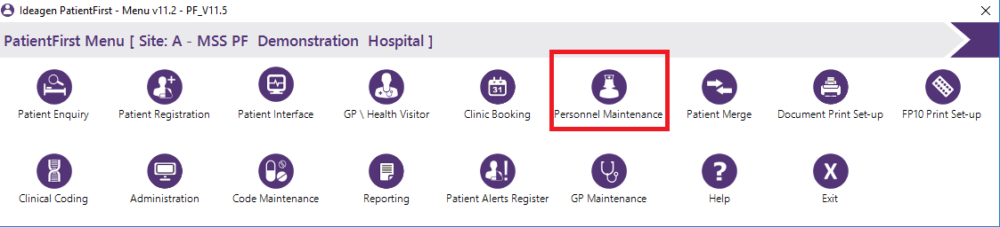 Ideagen PatientFirst - Menu v11.2 - PF_V11.5
PatientFirst Menu [ Site: A - MSS PF Demonstration Hospital ]
31
Patient Enquiry Patient Registration Patient Interface GP \ Health Visitor Clinic Booking Personnel Maintenance Patient Merge Document Print Set-up FP10 Print Set-up
? X
Clinical Coding Administration Code Maintenance Reporting Patient Alerts Register GP Maintenance Help Exit